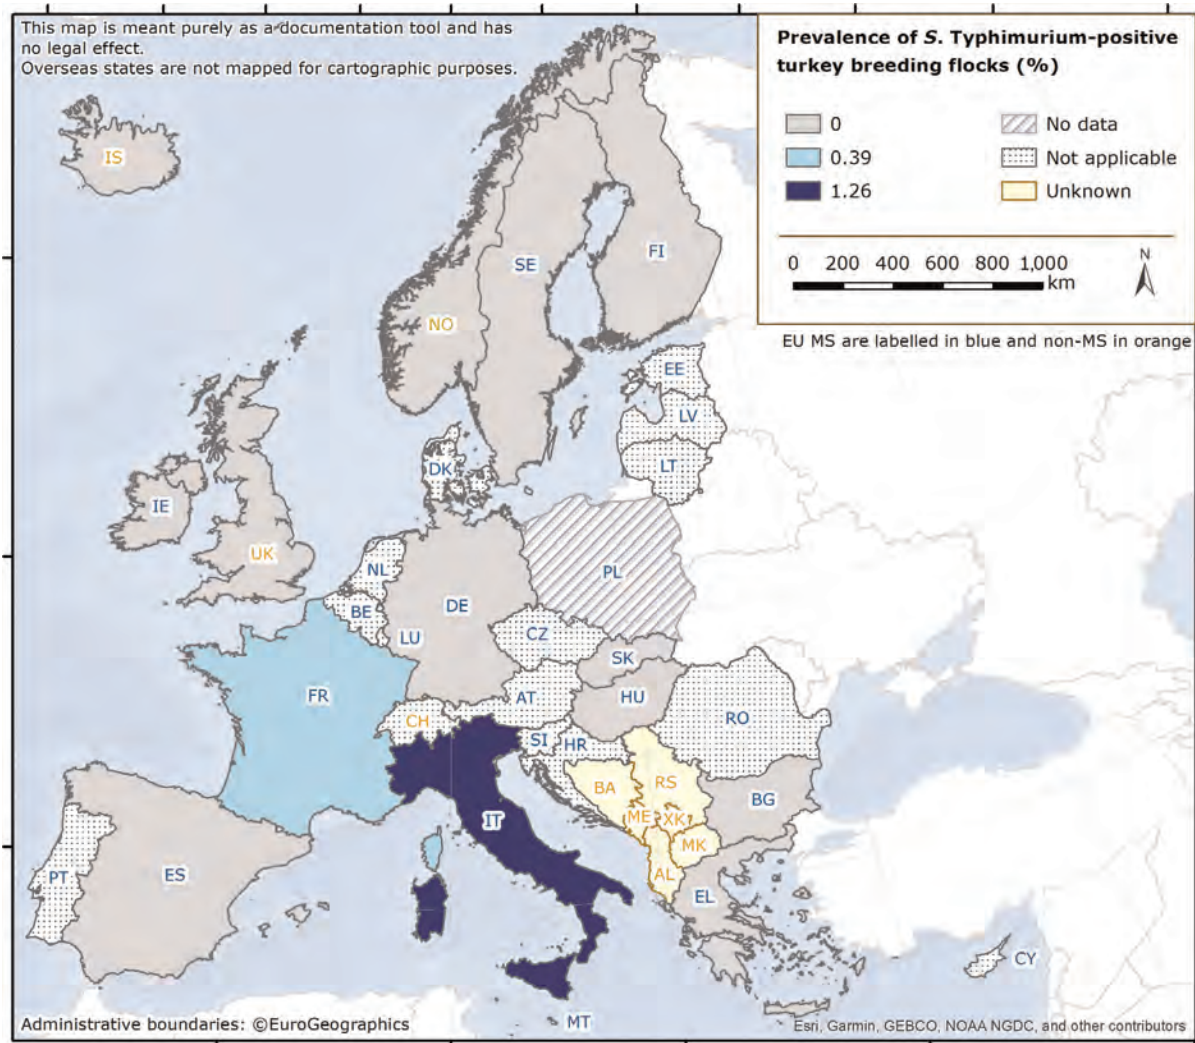 This map is meant purely as a documentation tool and has
no legal effect.
Overseas states are not mapped for cartographic purposes.
Prevalence of S. Typhimurium-positive
turkey breeding flocks (%)
0
No data
0.39
Not applicable
1.26
Unknown
0 200 400 600 800 1,000
km
N
EU MS are labelled in blue and non-MS in orange
IS
SE
FI
NO
EE
LV
LT
DK
IE
UK
NL
PL
BE
DE
LU
CZ
SK
FR
AT
HU
CH
RO
SI
HR
BA
RS
BG
IT
ME
XK
MK
PT
ES
AL
EL
CY
MT
Administrative boundaries: ©EuroGeographics
Esri, Garmin, GEBCO, NOAA NGDC, and other contributors